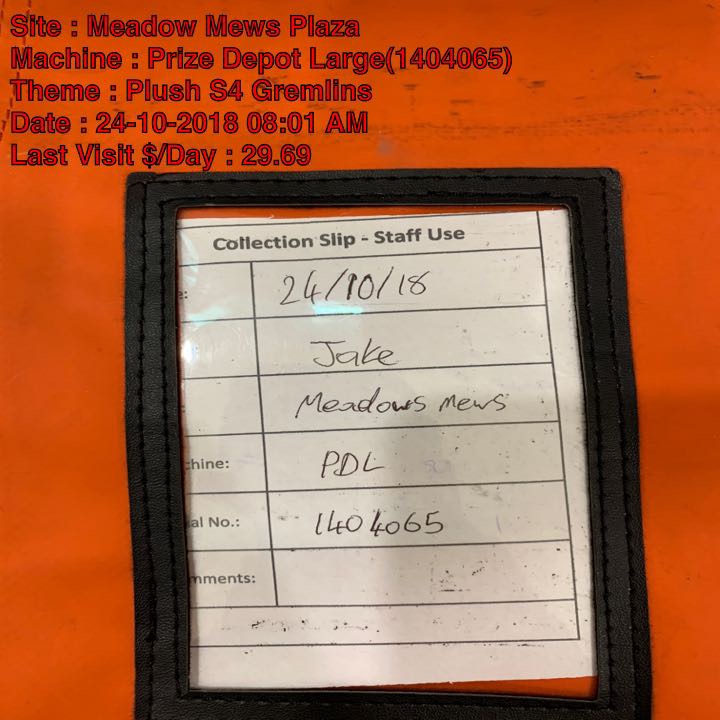 Site : Meadow Mews Plaza
Machine : Prize Depot Large(1404065)
Theme : Plush S4 Gremlins
Date : 24-10-2018 08:01 AM
Last Visit $/Day : 29.69
Collection Slip - Staff Use
e: 24/10/18
Jake
: Meadows Mews
chine: PDL
al No.: 1404065
mments: